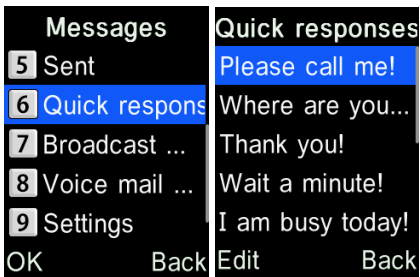 Messages
5 Sent
6 Quick respons
7 Broadcast ...
8 Voice mail ...
9 Settings
OK Back
Quick responses
Please call me!
Where are you...
Thank you!
Wait a minute!
I am busy today!
Edit Back